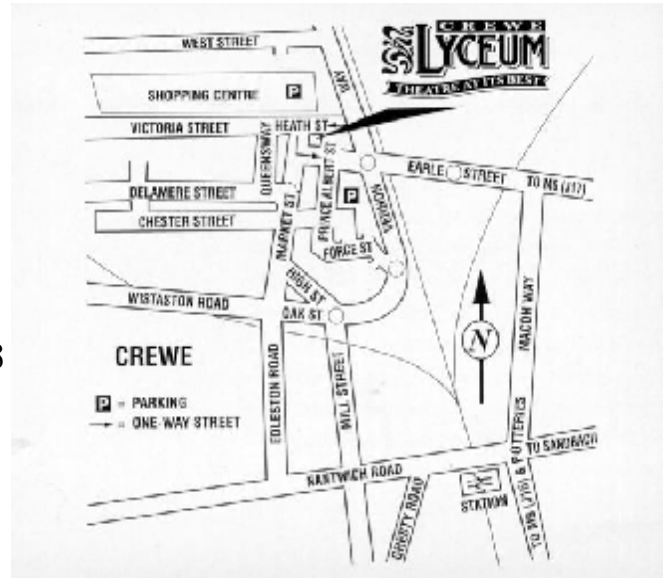 CREWE
LYCEUM
THEATRE AT ITS BEST
WEST STREET
SHOPPING CENTRE
P
VICTORIA STREET
HEATH ST
QUEENSWAY
EARLE STREET
TO M6 (J17)
DELAMERE STREET
CHESTER STREET
MARKET ST
PRINCE ALBERT ST
P
FORGE ST
HIGH ST
WISTASTON ROAD
OAK ST
MACON WAY
N
CREWE
P = PARKING
→ = ONE-WAY STREET
EDLESTON ROAD
MILL STREET
NANTWICH ROAD
TO SANDBACH
STATION
TO M6 (J16) & POTTERIES